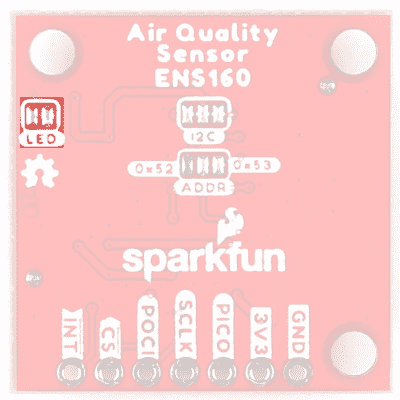 Air Quality
Sensor
ENS160
LED
I2C
0x52
0x53
ADDR
sparkfun
INT
CS
POCI
SCLK
PICO
3V3
GND